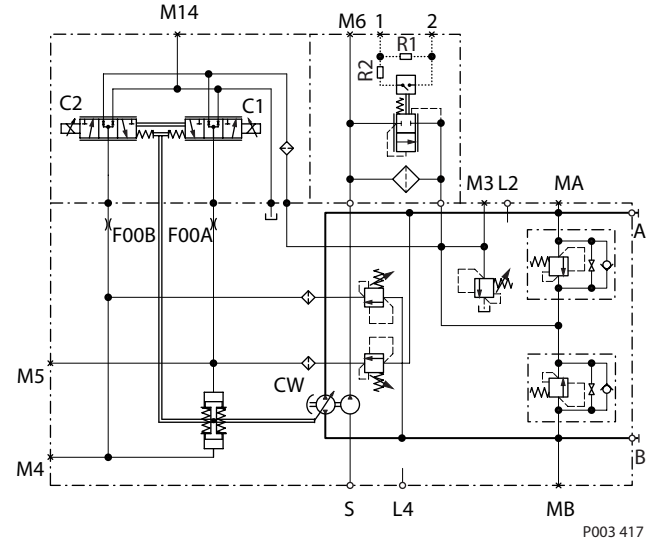 M14
M6 1 2
R1
R2
C2 C1
M3 L2 MA
A
F00B F00A
M5
CW
M4
B
S L4 MB
P003 417